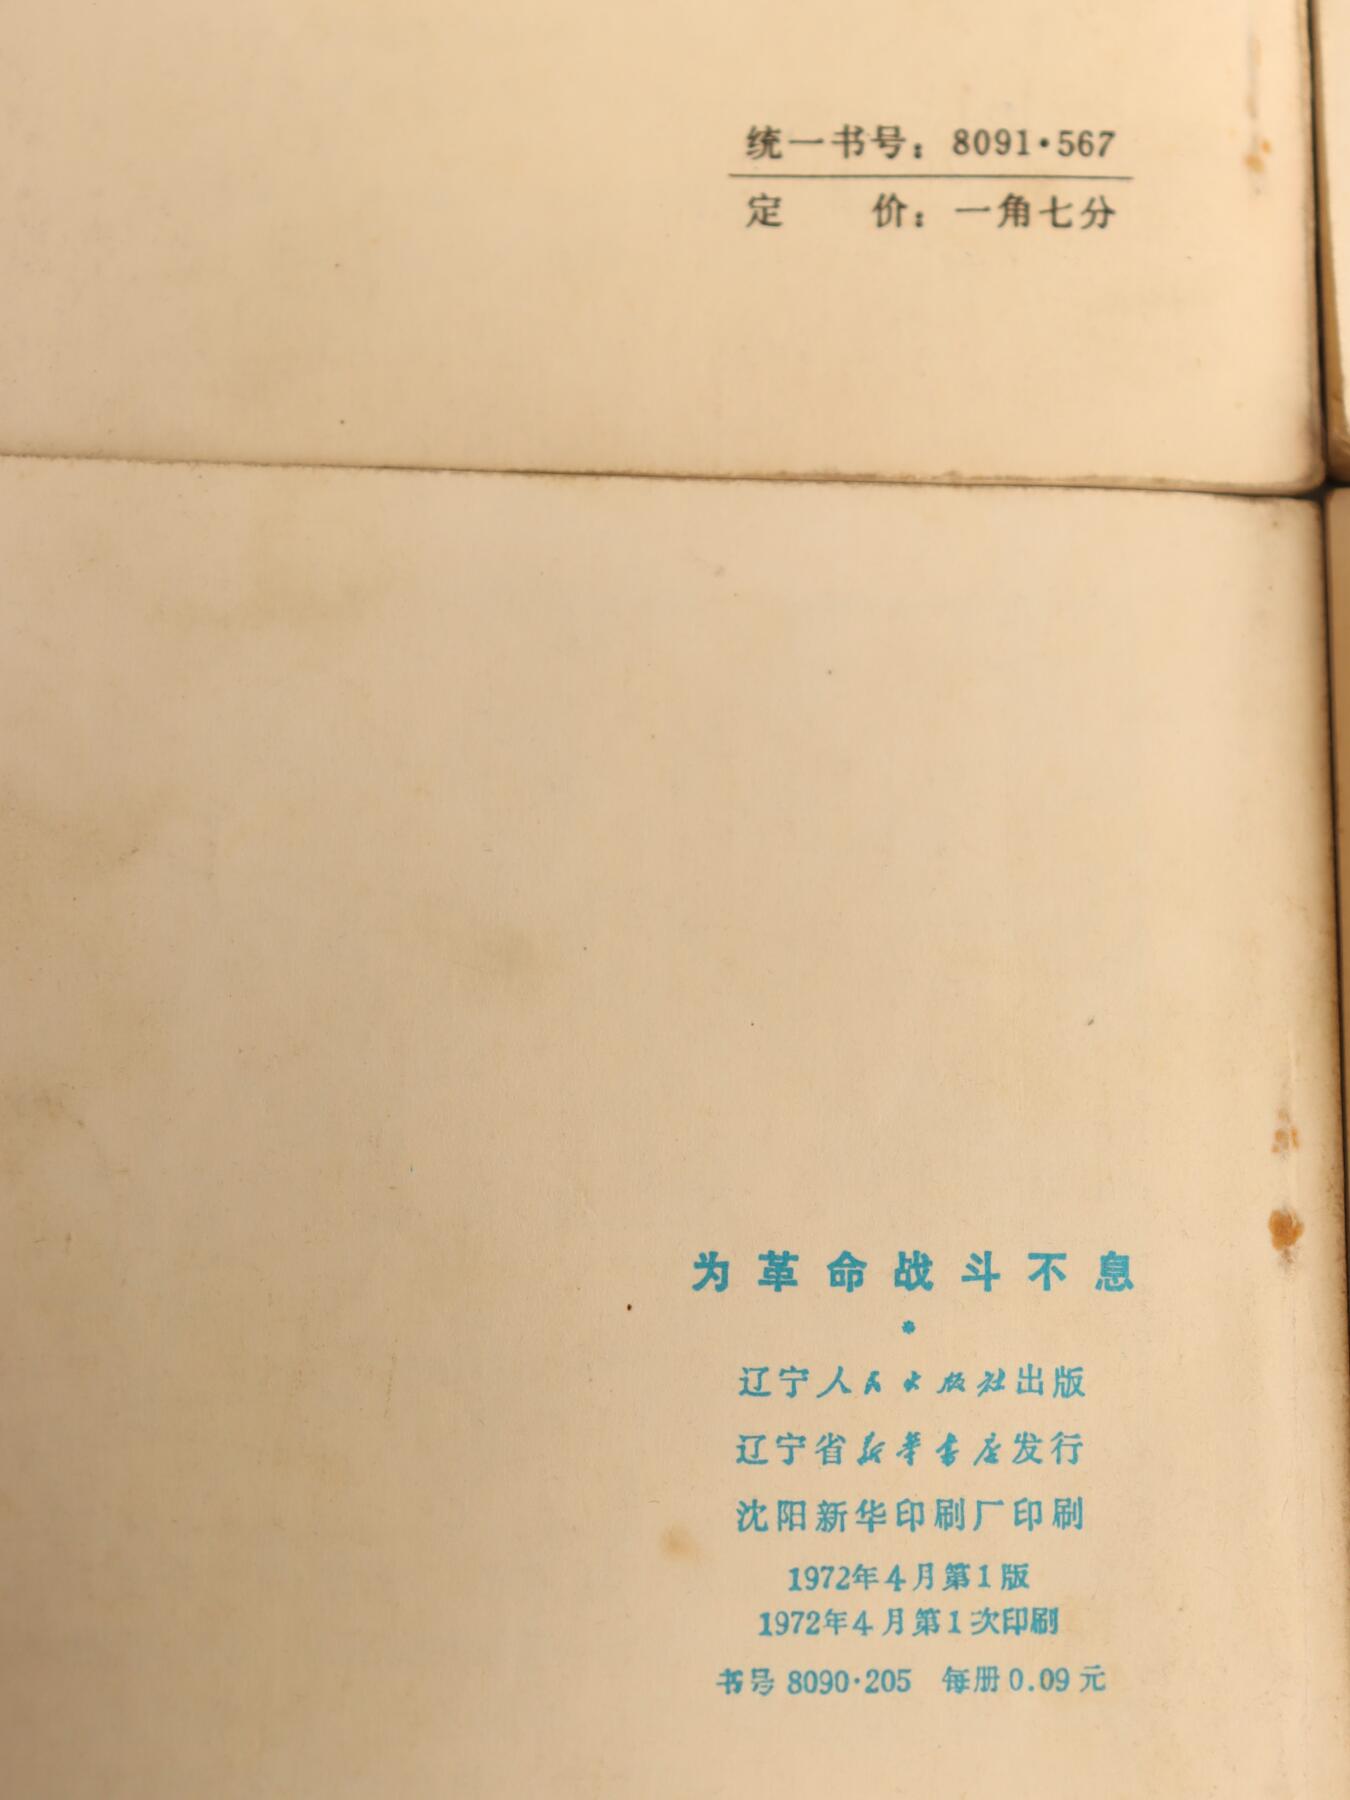 统一书号：8091·567
定　　价：一角七分
为革命战斗不息
*
辽宁人民出版社出版
辽宁省新华书店发行
沈阳新华印刷厂印刷
1972年4月第1版
1972年4月第1次印刷
书号 8090·205　每册 0.09 元